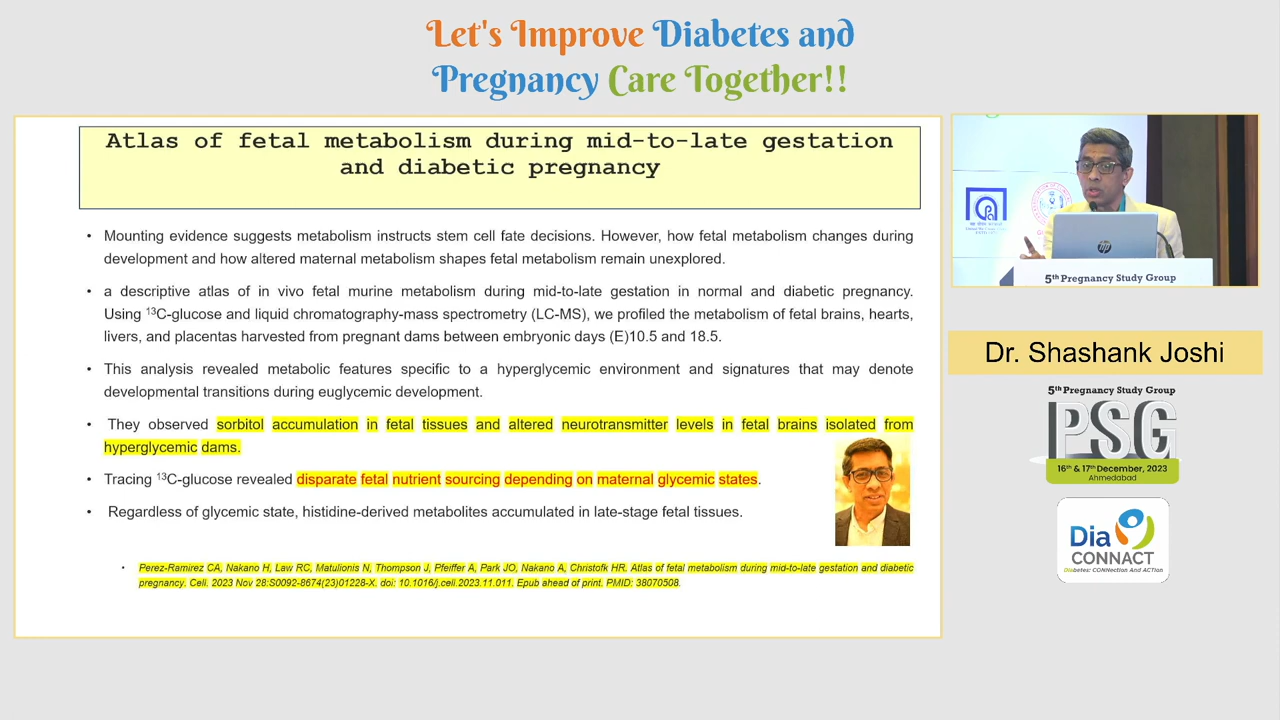 Let's Improve Diabetes and
Pregnancy Care Together!!
Atlas of fetal metabolism during mid-to-late gestation
and diabetic pregnancy
• Mounting evidence suggests metabolism instructs stem cell fate decisions. However, how fetal metabolism changes during
development and how altered maternal metabolism shapes fetal metabolism remain unexplored.
• a descriptive atlas of in vivo fetal murine metabolism during mid-to-late gestation in normal and diabetic pregnancy.
Using ¹³C-glucose and liquid chromatography-mass spectrometry (LC-MS), we profiled the metabolism of fetal brains, hearts,
livers, and placentas harvested from pregnant dams between embryonic days (E)10.5 and 18.5.
• This analysis revealed metabolic features specific to a hyperglycemic environment and signatures that may denote
developmental transitions during euglycemic development.
• They observed sorbitol accumulation in fetal tissues and altered neurotransmitter levels in fetal brains isolated from
hyperglycemic dams.
• Tracing ¹³C-glucose revealed disparate fetal nutrient sourcing depending on maternal glycemic states.
• Regardless of glycemic state, histidine-derived metabolites accumulated in late-stage fetal tissues.
• Perez-Ramirez CA, Nakano H, Law RC, Matulionis N, Thompson J, Pfeiffer A, Park JO, Nakano A, Christofk HR. Atlas of fetal metabolism during mid-to-late gestation and diabetic
pregnancy. Cell. 2023 Nov 28:S0092-8674(23)01228-X. doi: 10.1016/j.cell.2023.11.011. Epub ahead of print. PMID: 38070508.
hp
5th Pregnancy Study Group
Dr. Shashank Joshi
5th Pregnancy Study Group
PSG
16th & 17th December, 2023
Ahmedabad
Dia
CONNACT
Diabetes: CONNection And ACTion